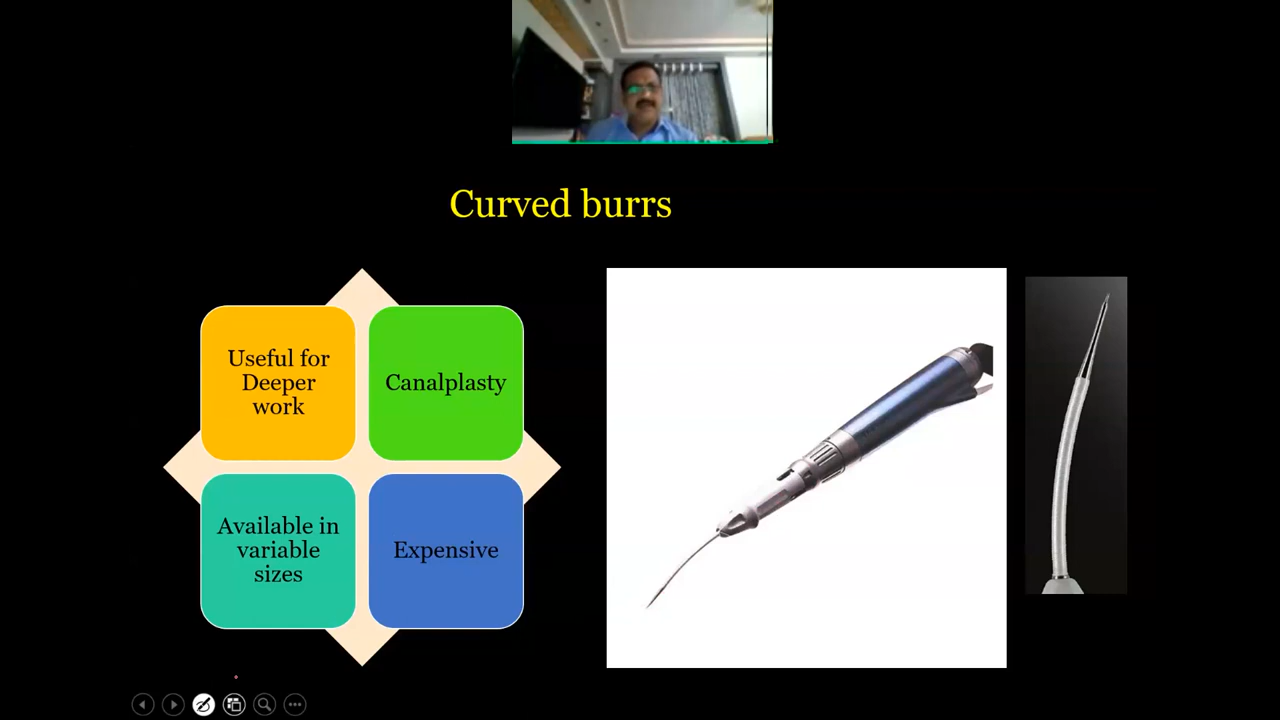 Curved burrs
Useful for
Deeper
work
Canalplasty
Available in
variable
sizes
Expensive